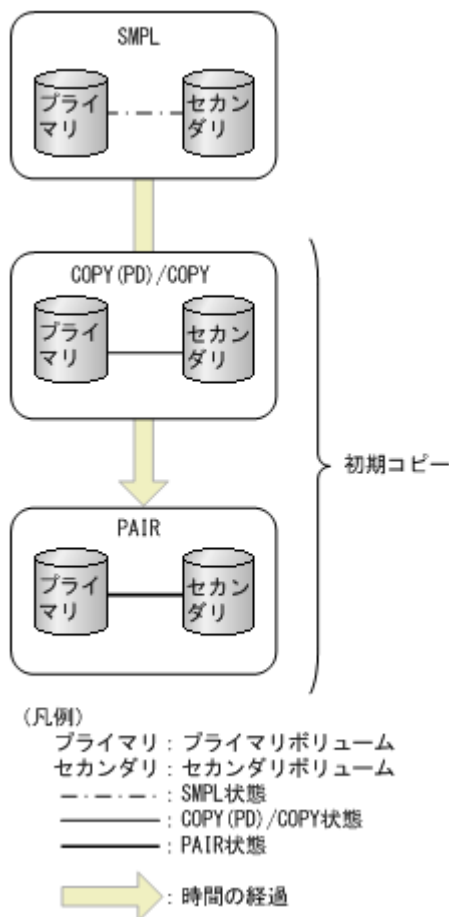 SMPL
プライ
マリ
セカン
ダリ
COPY(PD)/COPY
プライ
マリ
セカン
ダリ
初期コピー
PAIR
プライ
マリ
セカン
ダリ
(凡例)
プライマリ:プライマリボリューム
セカンダリ:セカンダリボリューム
:SMPL状態
:COPY(PD)/COPY状態
:PAIR状態
:時間の経過